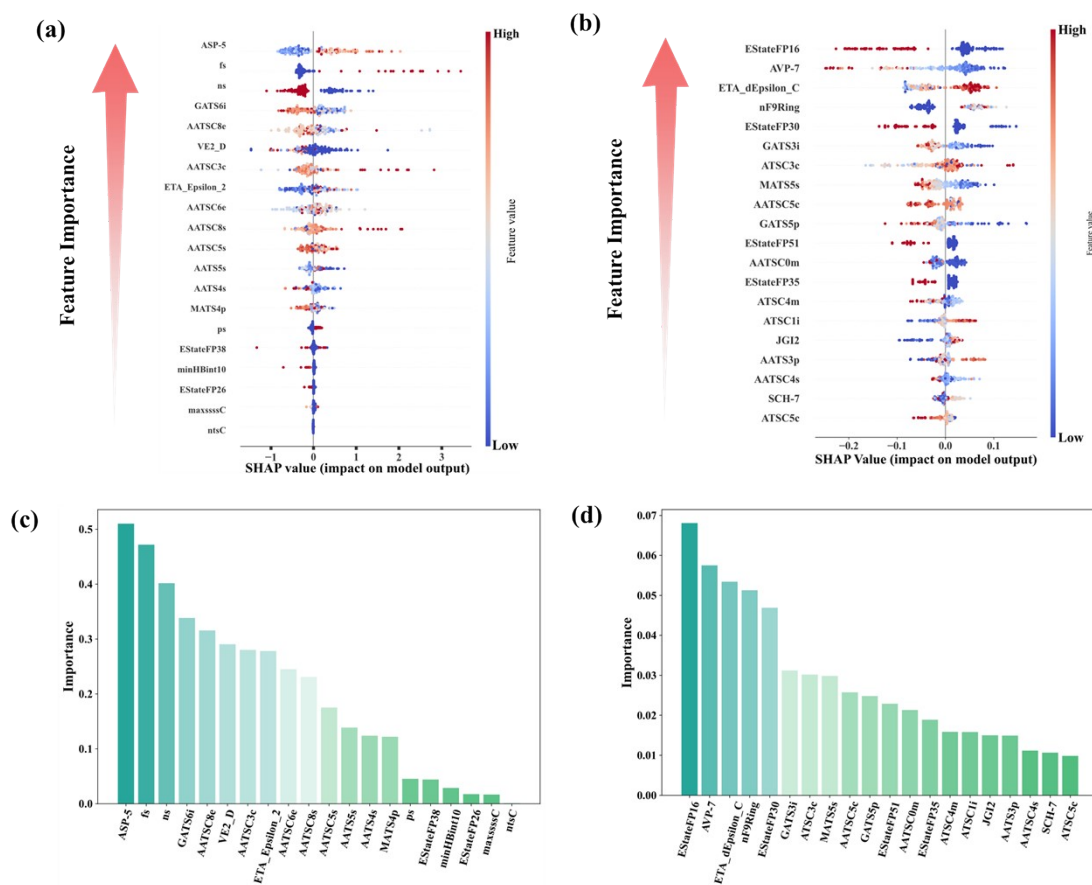 (a)
Feature Importance
ASP-5
fs
ns
GATS6i
AATSC8e
VE2_D
AATSC3c
ETA_Epsilon_2
AATSC6e
AATSC8s
AATSC5s
AATS5s
AATS4s
MATS4p
ps
EStateFP38
minHBint10
EStateFP26
maxssssC
ntsC
-1 0 1 2 3
SHAP value (impact on model output)
High
Feature value
Low
(b)
Feature Importance
EStateFP16
AVP-7
ETA_dEpsilon_C
nF9Ring
EStateFP30
GATS3i
ATSC3c
MATS5s
AATSC5c
GATS5p
EStateFP51
AATSC0m
EStateFP35
ATSC4m
ATSC1i
JGI2
AATS3p
AATSC4s
SCH-7
ATSC5c
−0.2 −0.1 0.0 0.1
SHAP Value (impact on model output)
High
Feature value
Low
(c)
Importance
0.5
0.4
0.3
0.2
0.1
0.0
ASP-5
fs
ns
GATS6i
AATSC8e
VE2_D
AATSC3c
ETA_Epsilon_2
AATSC6e
AATSC8s
AATSC5s
AATS5s
AATS4s
MATS4p
ps
EStateFP38
minHBint10
EStateFP26
maxssssC
ntsC
(d)
Importance
0.07
0.06
0.05
0.04
0.03
0.02
0.01
0.00
EStateFP16
AVP-7
ETA_dEpsilon_C
nF9Ring
EStateFP30
GATS3i
ATSC3c
MATS5s
AATSC5c
GATS5p
EStateFP51
AATSC0m
EStateFP35
ATSC4m
ATSC1i
JGI2
AATS3p
AATSC4s
SCH-7
ATSC5c